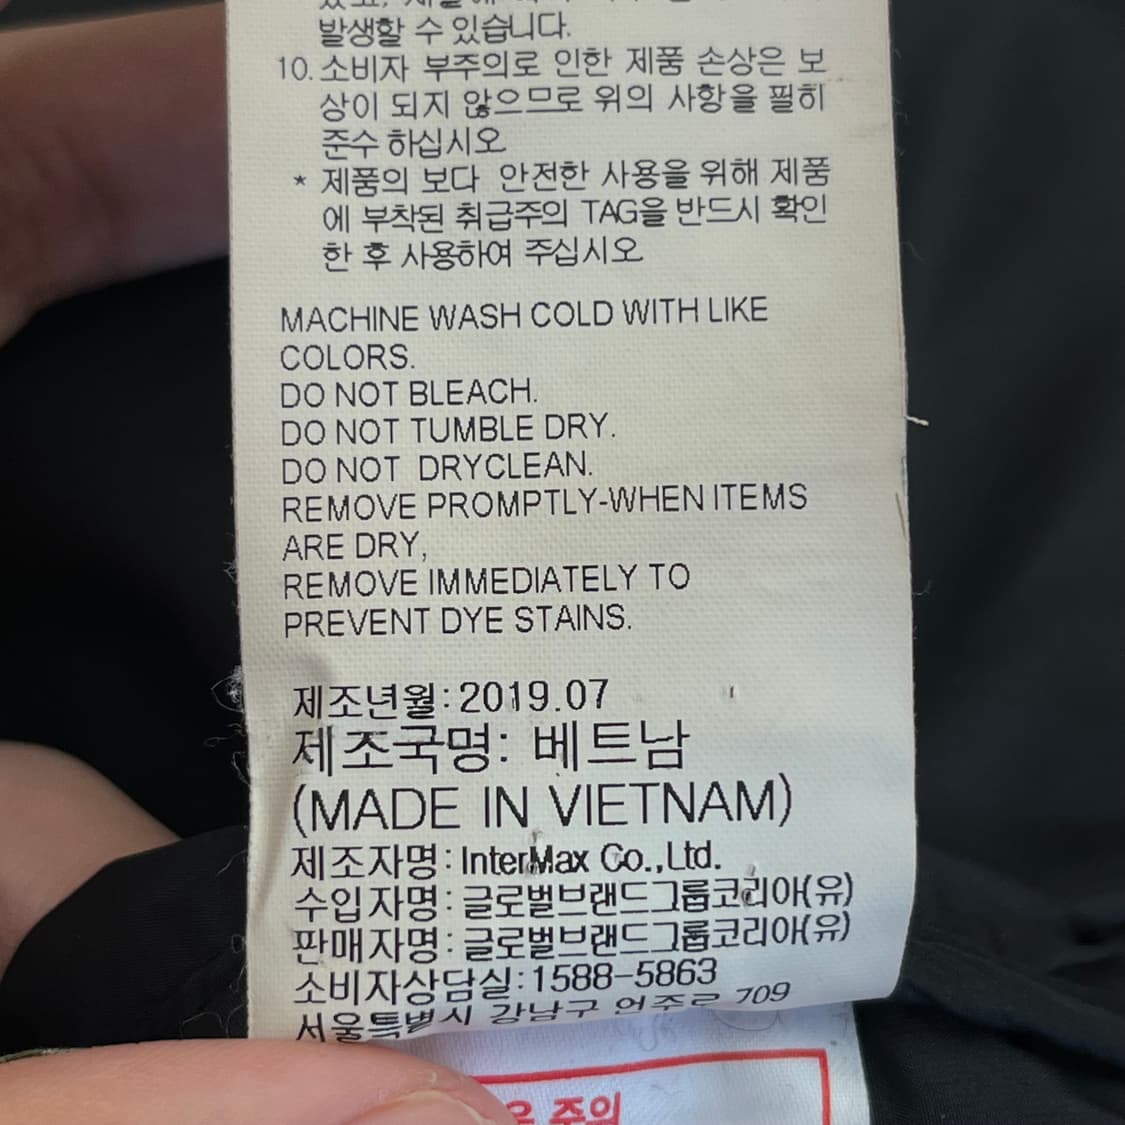 발생할 수 있습니다.
10. 소비자 부주의로 인한 제품 손상은 보
상이 되지 않으므로 위의 사항을 필히
준수 하십시오
* 제품의 보다 안전한 사용을 위해 제품
에 부착된 취급주의 TAG을 반드시 확인
한 후 사용하여 주십시오
MACHINE WASH COLD WITH LIKE
COLORS.
DO NOT BLEACH.
DO NOT TUMBLE DRY.
DO NOT DRYCLEAN.
REMOVE PROMPTLY-WHEN ITEMS
ARE DRY,
REMOVE IMMEDIATELY TO
PREVENT DYE STAINS.
제조년월:2019.07
제조국명: 베트남
(MADE IN VIETNAM)
제조자명:InterMax Co.,Ltd.
수입자명:글로벌브랜드그룹코리아(유)
판매자명:글로벌브랜드그룹코리아(유)
소비자상담실:1588-5863
서울특별시 강남구 언주로 709
주의